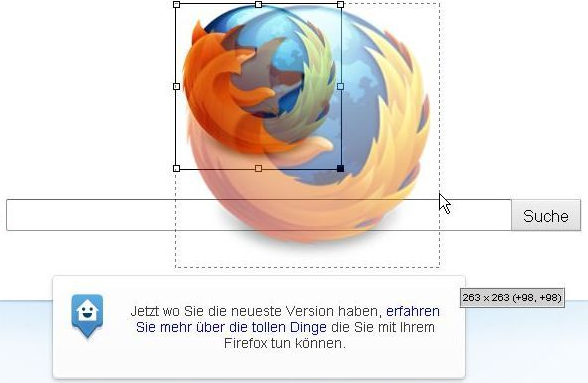 Suche
263 x 263 (+98, +98)
Jetzt wo Sie die neueste Version haben, erfahren
Sie mehr über die tollen Dinge die Sie mit Ihrem
Firefox tun können.